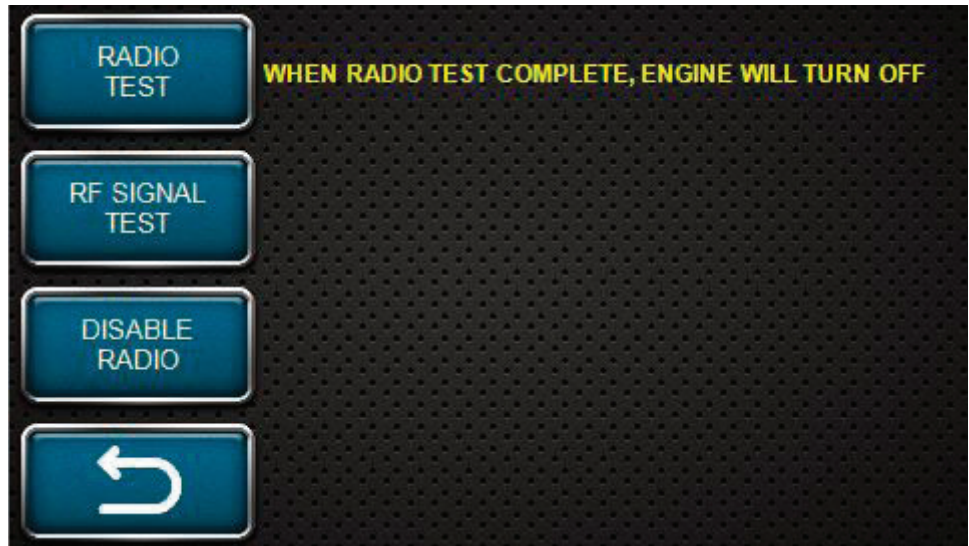 RADIO
TEST
WHEN RADIO TEST COMPLETE, ENGINE WILL TURN OFF
RF SIGNAL
TEST
DISABLE
RADIO